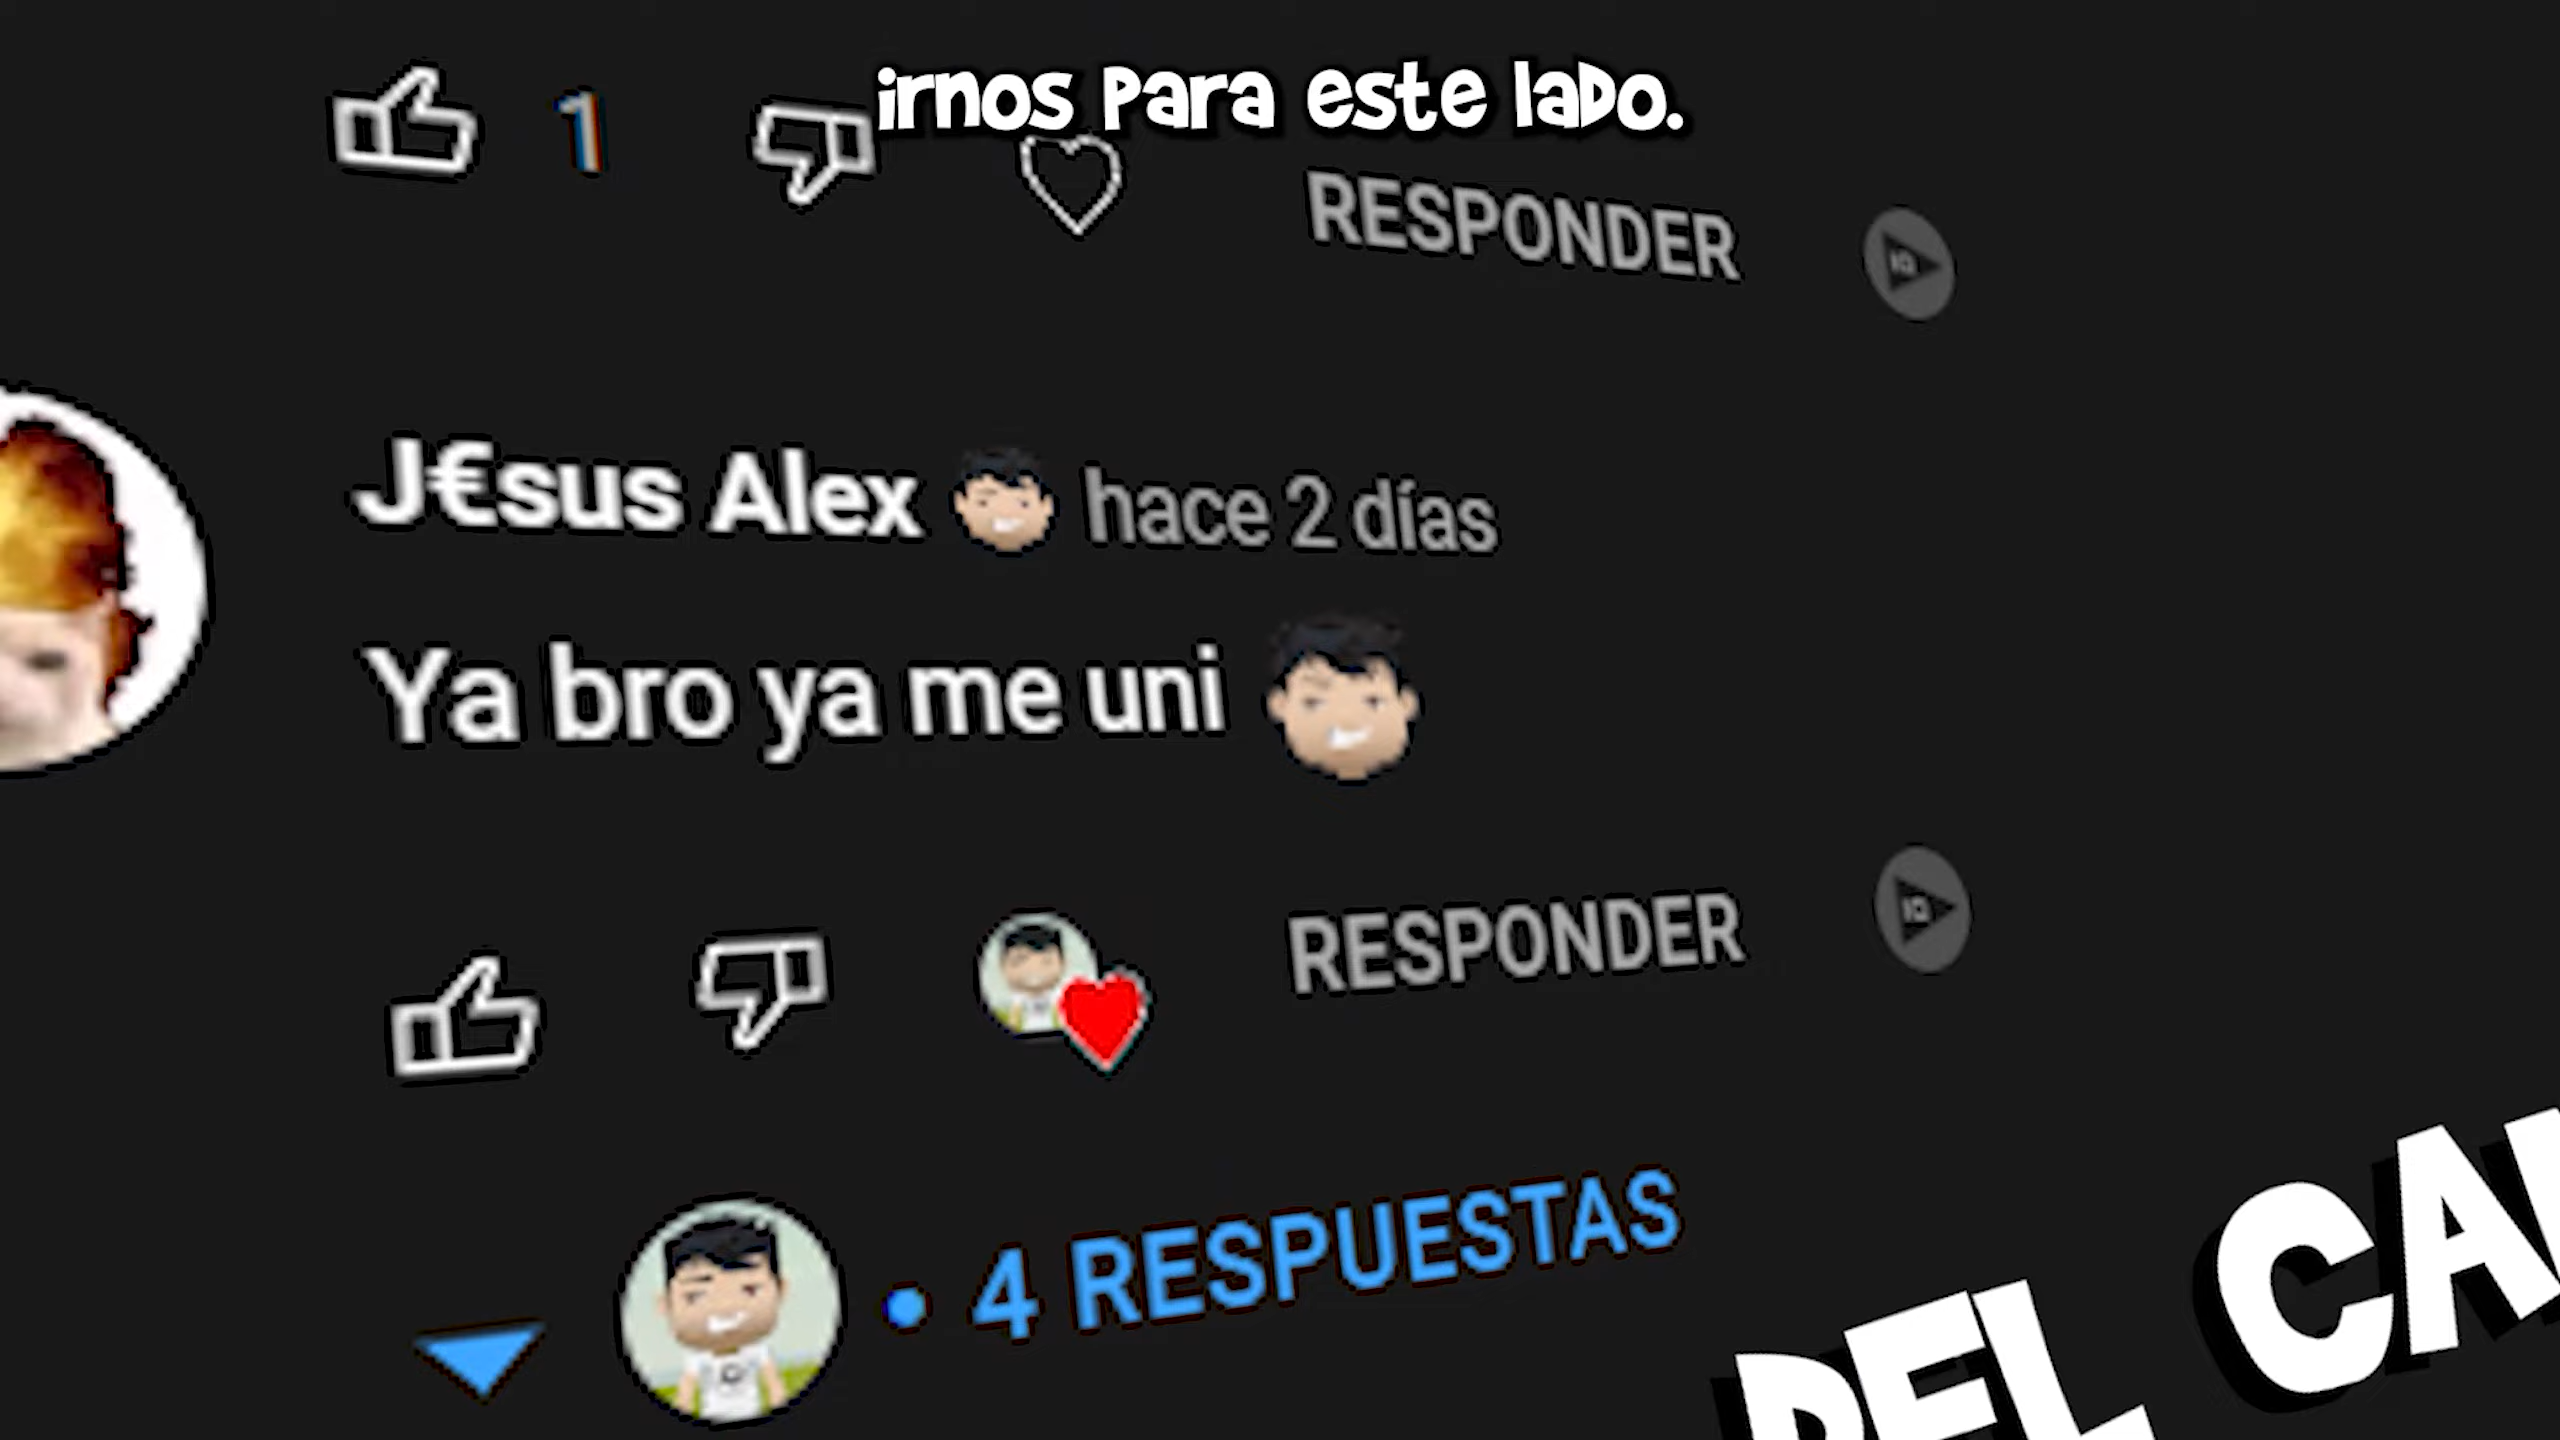 irnos para este lado.
1
RESPONDER
J€sus Alex hace 2 días
Ya bro ya me uni
RESPONDER
• 4 RESPUESTAS
DEL